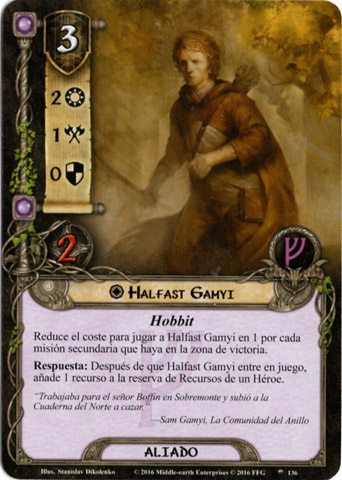 3
2
1
0
2
HALFAST GAMYI
Hobbit
Reduce el coste para jugar a Halfast Gamyi en 1 por cada
misión secundaria que haya en la zona de victoria.
Respuesta: Después de que Halfast Gamyi entre en juego,
añade 1 recurso a la reserva de Recursos de un Héroe.
“Trabajaba para el señor Boffin en Sobremonte y subió a la
Cuaderna del Norte a cazar.”
—Sam Gamyi, La Comunidad del Anillo
ALIADO
Illus. Stanislav Dikolenko
© 2016 Middle-earth Enterprises © 2016 FFG
136